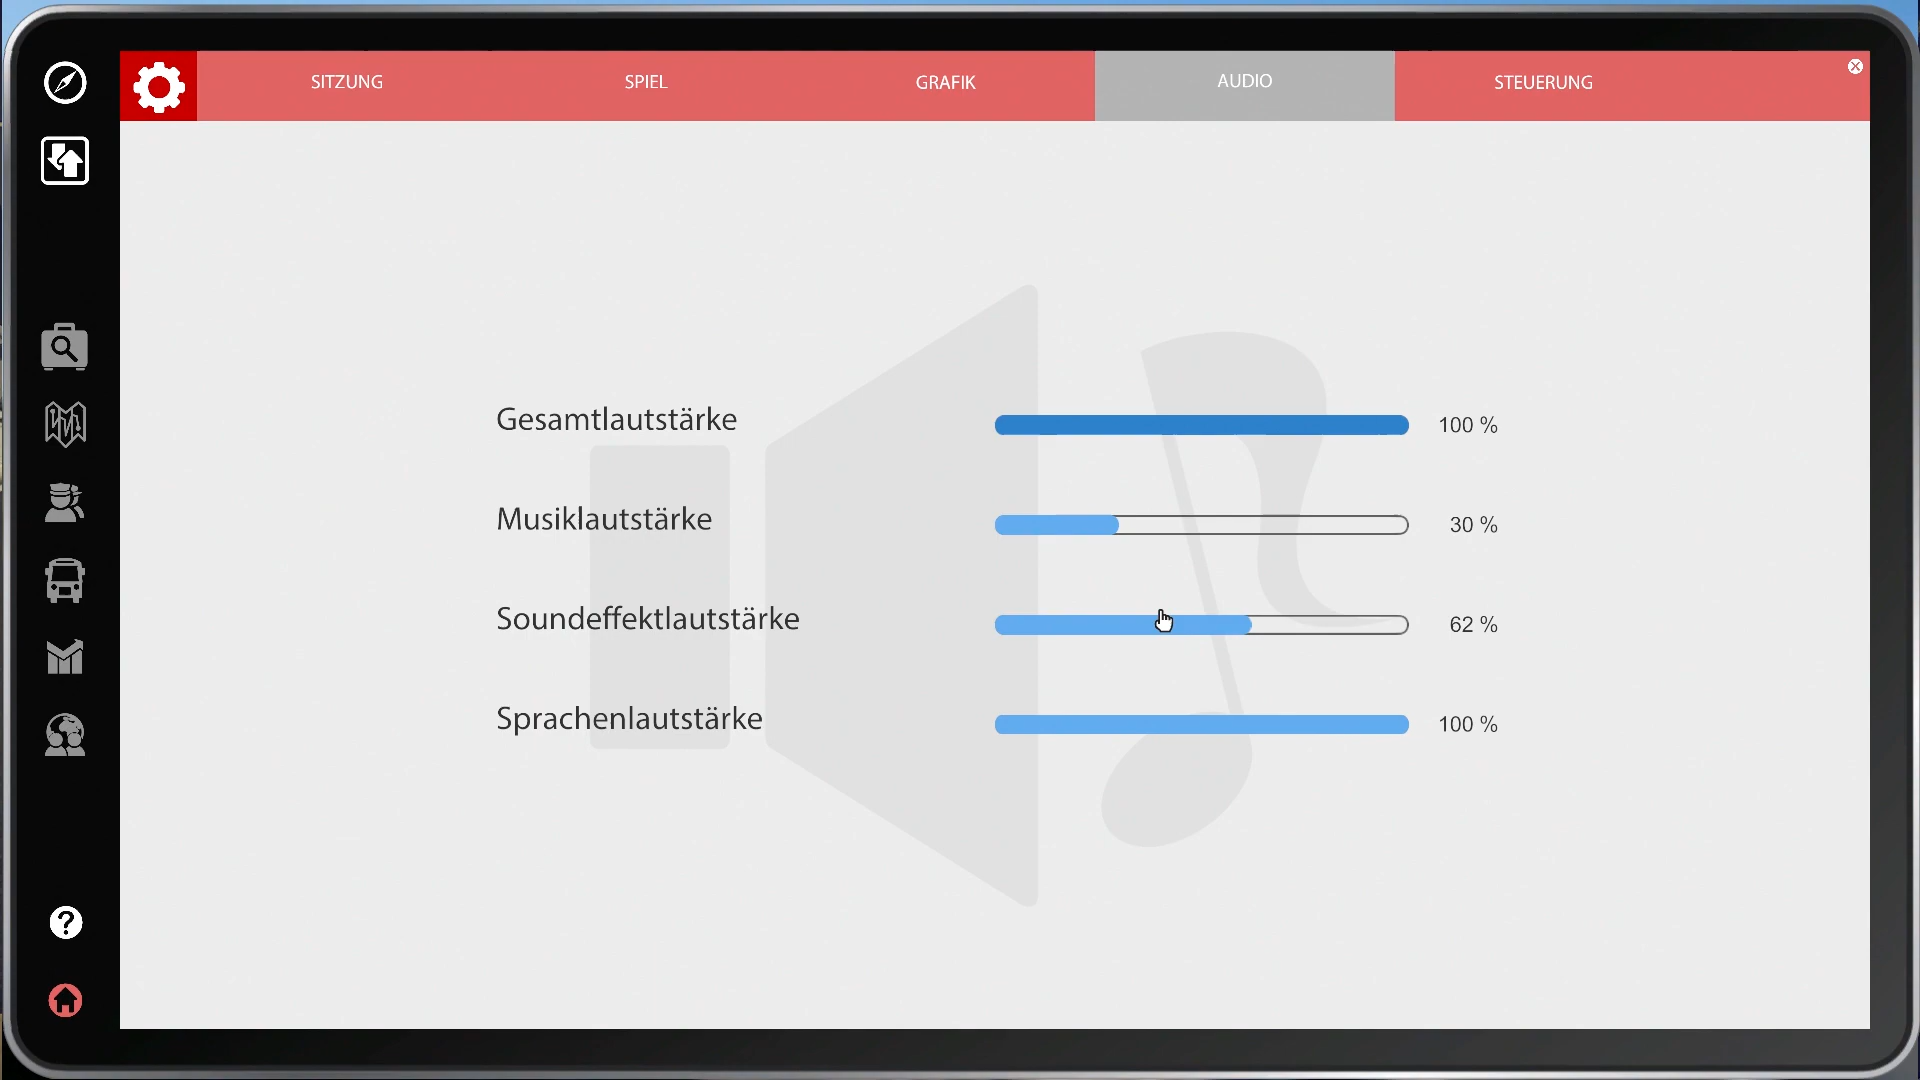 SITZUNG SPIEL GRAFIK AUDIO STEUERUNG
Gesamtlautstärke 100 %
Musiklautstärke 30 %
Soundeffektlautstärke 62 %
Sprachenlautstärke 100 %
?